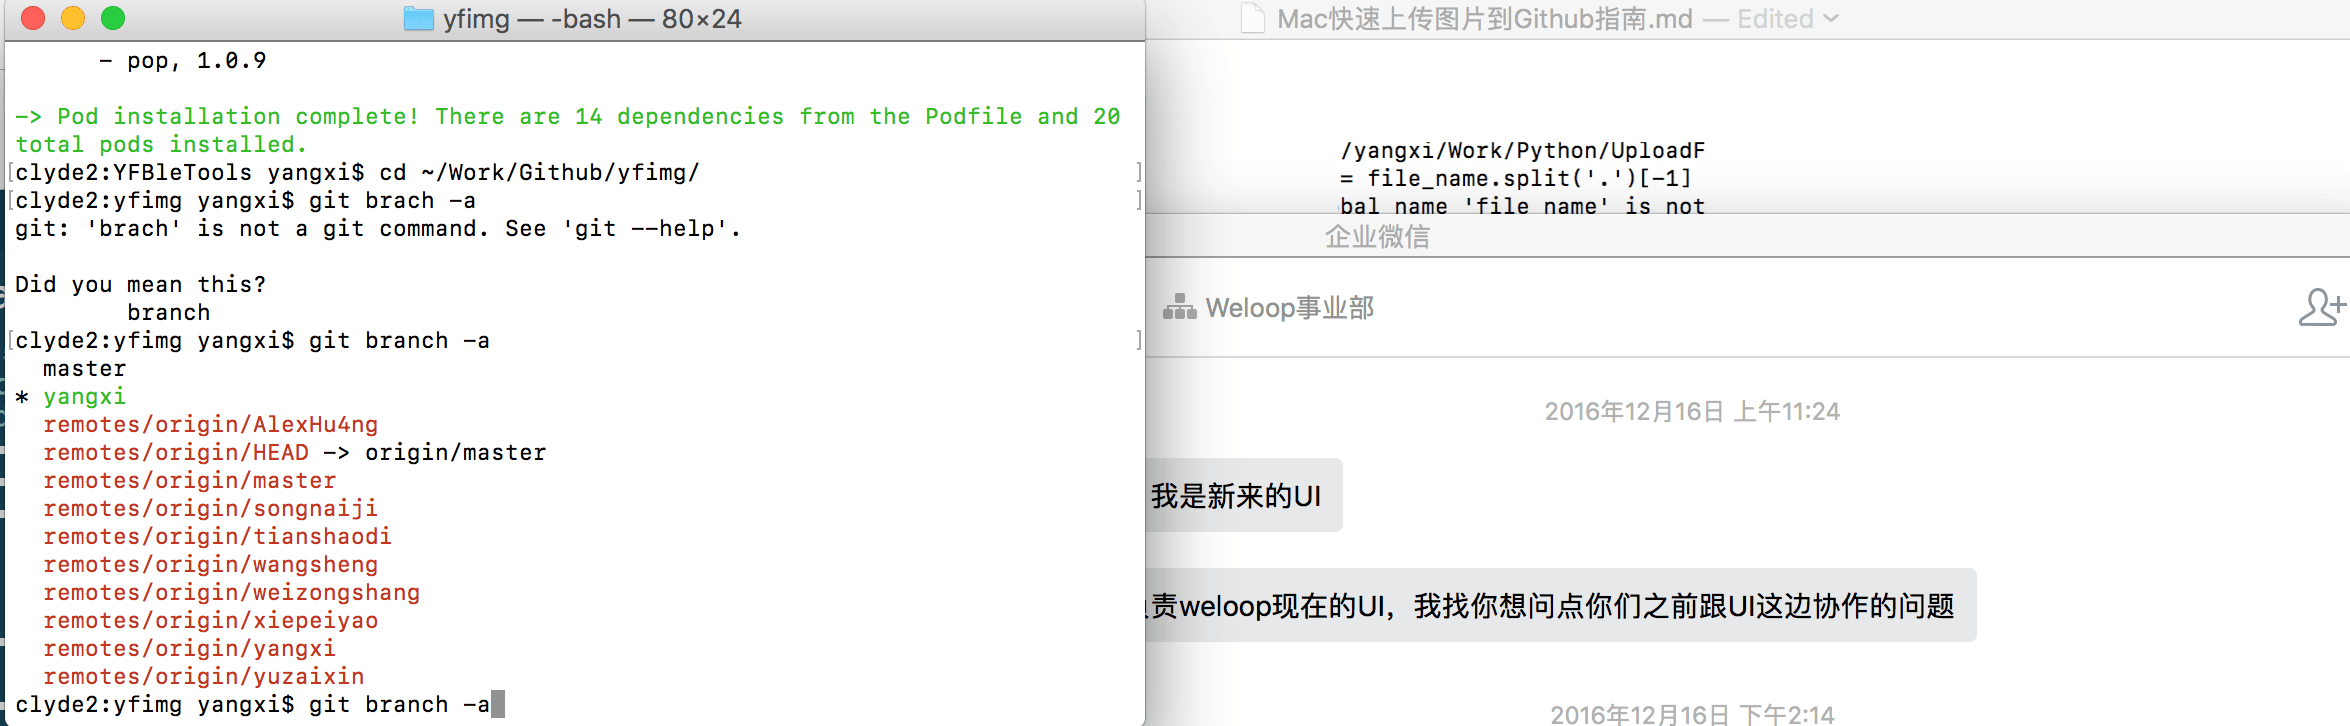 yfimg — -bash — 80×24
- pop, 1.0.9
-> Pod installation complete! There are 14 dependencies from the Podfile and 20
total pods installed.
[clyde2:YFBleTools yangxi$ cd ~/Work/Github/yfimg/ ]
[clyde2:yfimg yangxi$ git brach -a ]
git: 'brach' is not a git command. See 'git --help'.
Did you mean this?
branch
[clyde2:yfimg yangxi$ git branch -a ]
master
* yangxi
remotes/origin/AlexHu4ng
remotes/origin/HEAD -> origin/master
remotes/origin/master
remotes/origin/songnaiji
remotes/origin/tianshaodi
remotes/origin/wangsheng
remotes/origin/weizongshang
remotes/origin/xiepeiyao
remotes/origin/yangxi
remotes/origin/yuzaixin
clyde2:yfimg yangxi$ git branch -a
Mac快速上传图片到Github指南.md — Edited
/yangxi/Work/Python/UploadF
= file_name.split('.')[-1]
bal name 'file name' is not
企业微信
Weloop事业部
2016年12月16日 上午11:24
我是新来的UI
责weloop现在的UI，我找你想问点你们之前跟UI这边协作的问题
2016年12月16日 下午2:14